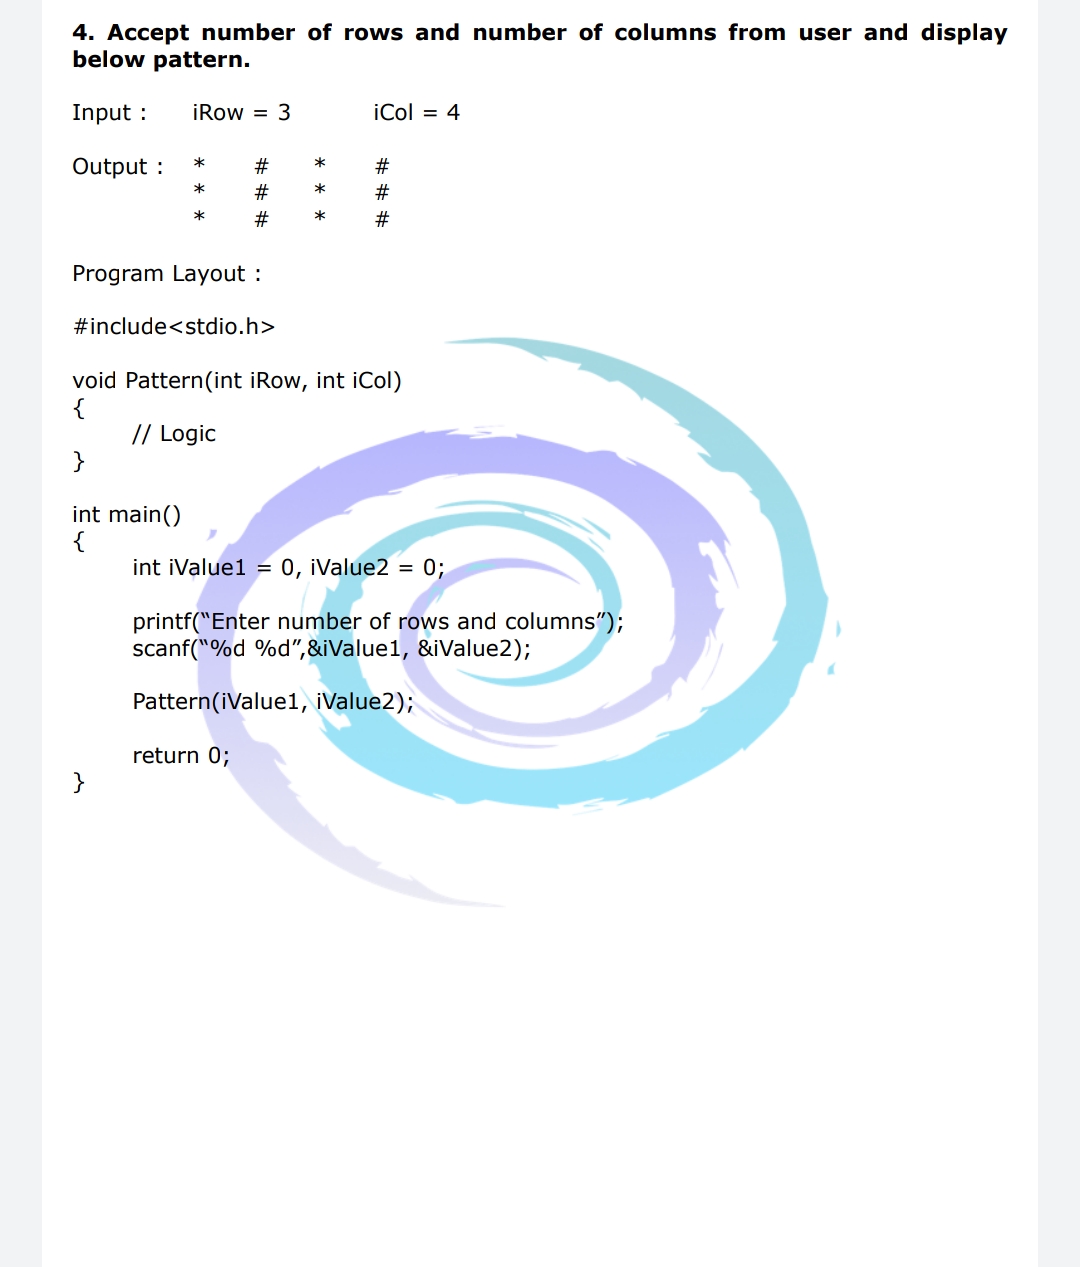 4. Accept number of rows and number of columns from user and display
below pattern.
Input : iRow = 3 iCol = 4
Output : * # * #
* # * #
* # * #
Program Layout :
#include<stdio.h>
void Pattern(int iRow, int iCol)
{
// Logic
}
int main()
{
int iValue1 = 0, iValue2 = 0;
printf(“Enter number of rows and columns”);
scanf(“%d %d”,&iValue1, &iValue2);
Pattern(iValue1, iValue2);
return 0;
}